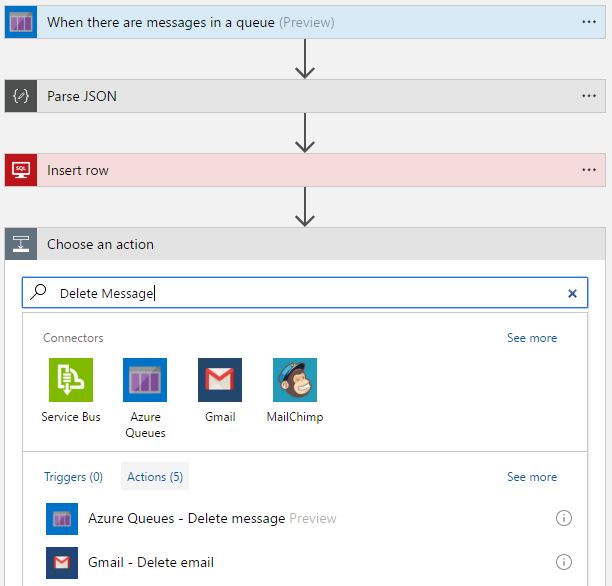 When there are messages in a queue (Preview)
Parse JSON
SQL
Insert row
Choose an action
Delete Message
Connectors
See more
Service Bus
Azure Queues
Gmail
MailChimp
Triggers (0)
Actions (5)
See more
Azure Queues - Delete message Preview
Gmail - Delete email